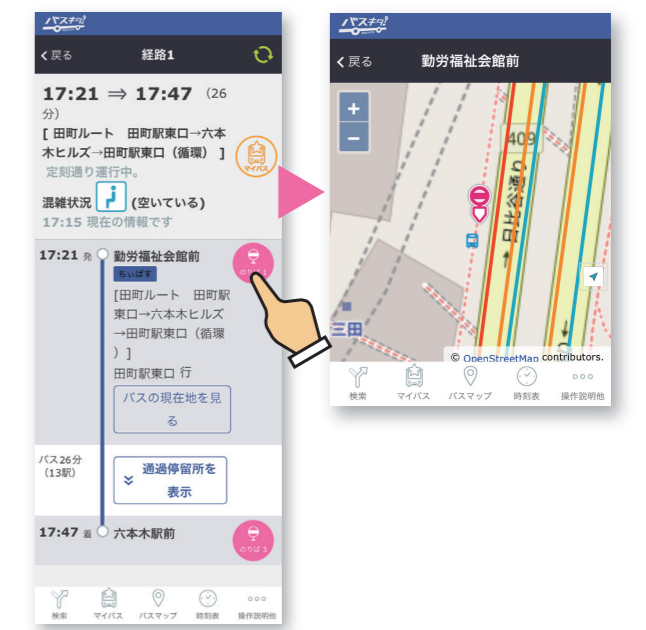 バスキタ!
戻る
経路1
17:21 ⇒ 17:47 (26
分)
[ 田町ルート 田町駅東口→六本
木ヒルズ→田町駅東口（循環） ]
定刻通り運行中。
マイバス
混雑状況 (空いている)
17:15 現在の情報です
17:21 発 勤労福祉会館前
ちぃばす
のりば 1
[田町ルート 田町駅
東口→六本木ヒルズ
→田町駅東口（循環
）]
田町駅東口 行
バスの現在地を見
る
バス26分
(13駅)
通過停留所を
表示
17:47 着 六本木駅前
のりば 3
検索 マイバス バスマップ 時刻表 操作説明他
バスキタ!
戻る
勤労福祉会館前
+
−
409
日比谷通り
三田
© OpenStreetMap contributors.
検索 マイバス バスマップ 時刻表 操作説明他